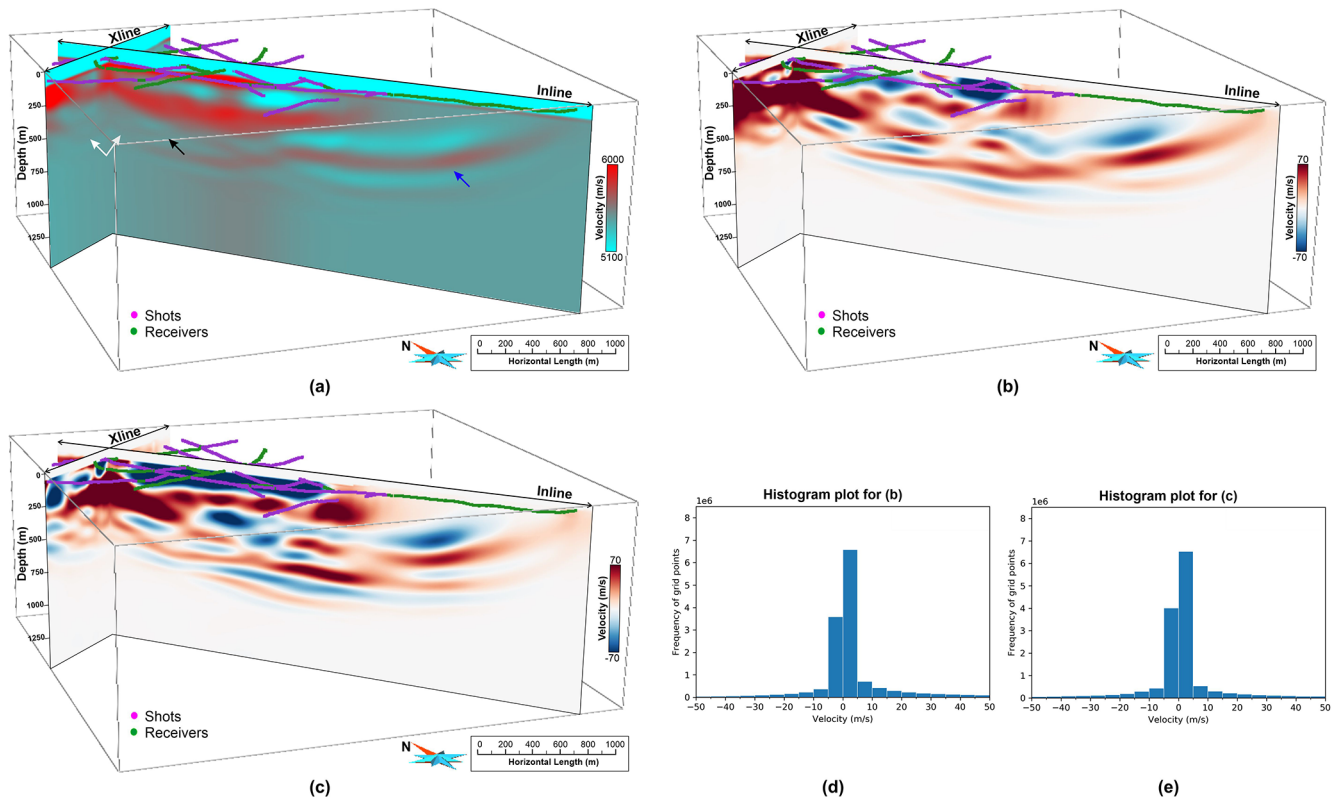 Xline
Inline
0
250
500
750
1000
1250
Depth (m)
6000
Velocity (m/s)
5100
Shots
Receivers
N
0 200 400 600 800 1000
Horizontal Length (m)
(a)
Xline
Inline
0
250
500
750
1000
1250
Depth (m)
70
Velocity (m/s)
-70
Shots
Receivers
N
0 200 400 600 800 1000
Horizontal Length (m)
(b)
Xline
Inline
0
250
500
750
1000
1250
Depth (m)
70
Velocity (m/s)
-70
Shots
Receivers
N
0 200 400 600 800 1000
Horizontal Length (m)
(c)
Histogram plot for (b)
1e6
8
7
6
5
4
3
2
1
0
Frequency of grid points
−50 −40 −30 −20 −10 0 10 20 30 40 50
Velocity (m/s)
(d)
Histogram plot for (c)
1e6
8
7
6
5
4
3
2
1
0
Frequency of grid points
−50 −40 −30 −20 −10 0 10 20 30 40 50
Velocity (m/s)
(e)